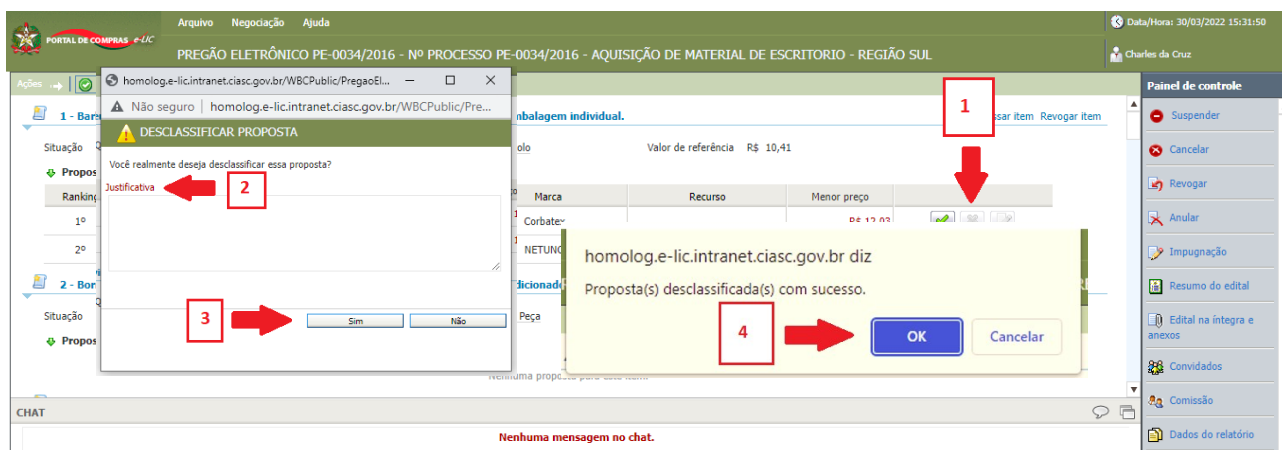 Arquivo Negociação Ajuda
Data/Hora: 30/03/2022 15:31:50
PORTAL DE COMPRAS e-LIC
PREGÃO ELETRÔNICO PE-0034/2016 - Nº PROCESSO PE-0034/2016 - AQUISIÇÃO DE MATERIAL DE ESCRITORIO - REGIÃO SUL
Charles da Cruz
Ações
homolog.e-lic.intranet.ciasc.gov.br/WBCPublic/PregaoEl...
Não seguro homolog.e-lic.intranet.ciasc.gov.br/WBCPublic/Pre...
DESCLASSIFICAR PROPOSTA
Você realmente deseja desclassificar essa proposta?
Justificativa
2
3
Sim Não
1
1 - Bar
mbalagem individual.
ssar item Revogar item
Situação
olo
Valor de referência R$ 10,41
Propos
Ranking
Marca Recurso Menor preço
1º
Corbatex
R$ 12,03
2º
NETUNO
2 - Bor
dicionad
Situação
Peça
Propos
homolog.e-lic.intranet.ciasc.gov.br diz
Proposta(s) desclassificada(s) com sucesso.
4
OK Cancelar
Nenhuma proposta para este item.
CHAT
Nenhuma mensagem no chat.
Painel de controle
Suspender
Cancelar
Revogar
Anular
Impugnação
Resumo do edital
Edital na íntegra e
anexos
Convidados
Comissão
Dados do relatório